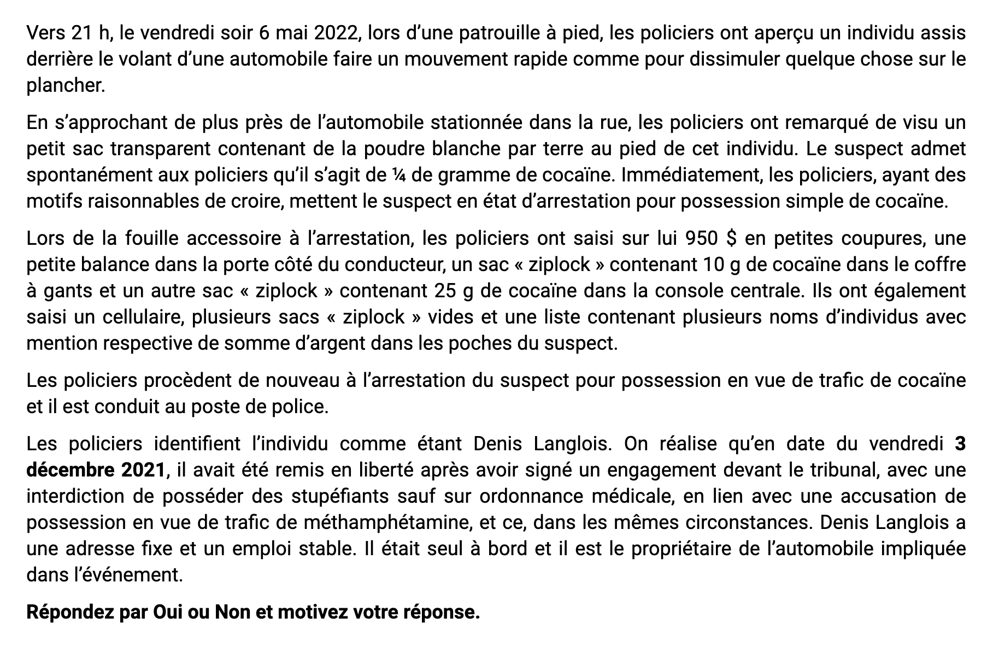 Vers 21 h, le vendredi soir 6 mai 2022, lors d’une patrouille à pied, les policiers ont aperçu un individu assis
derrière le volant d’une automobile faire un mouvement rapide comme pour dissimuler quelque chose sur le
plancher.
En s’approchant de plus près de l’automobile stationnée dans la rue, les policiers ont remarqué de visu un
petit sac transparent contenant de la poudre blanche par terre au pied de cet individu. Le suspect admet
spontanément aux policiers qu’il s’agit de ¼ de gramme de cocaïne. Immédiatement, les policiers, ayant des
motifs raisonnables de croire, mettent le suspect en état d’arrestation pour possession simple de cocaïne.
Lors de la fouille accessoire à l’arrestation, les policiers ont saisi sur lui 950 $ en petites coupures, une
petite balance dans la porte côté du conducteur, un sac « ziplock » contenant 10 g de cocaïne dans le coffre
à gants et un autre sac « ziplock » contenant 25 g de cocaïne dans la console centrale. Ils ont également
saisi un cellulaire, plusieurs sacs « ziplock » vides et une liste contenant plusieurs noms d’individus avec
mention respective de somme d’argent dans les poches du suspect.
Les policiers procèdent de nouveau à l’arrestation du suspect pour possession en vue de trafic de cocaïne
et il est conduit au poste de police.
Les policiers identifient l’individu comme étant Denis Langlois. On réalise qu’en date du vendredi 3
décembre 2021, il avait été remis en liberté après avoir signé un engagement devant le tribunal, avec une
interdiction de posséder des stupéfiants sauf sur ordonnance médicale, en lien avec une accusation de
possession en vue de trafic de méthamphétamine, et ce, dans les mêmes circonstances. Denis Langlois a
une adresse fixe et un emploi stable. Il était seul à bord et il est le propriétaire de l’automobile impliquée
dans l’événement.
Répondez par Oui ou Non et motivez votre réponse.